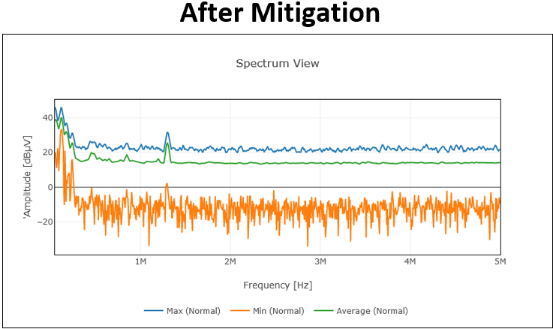 After Mitigation
Spectrum View
40
20
0
−20
'Amplitude [dBµV]
1M 2M 3M 4M 5M
Frequency [Hz]
Max (Normal) Min (Normal) Average (Normal)